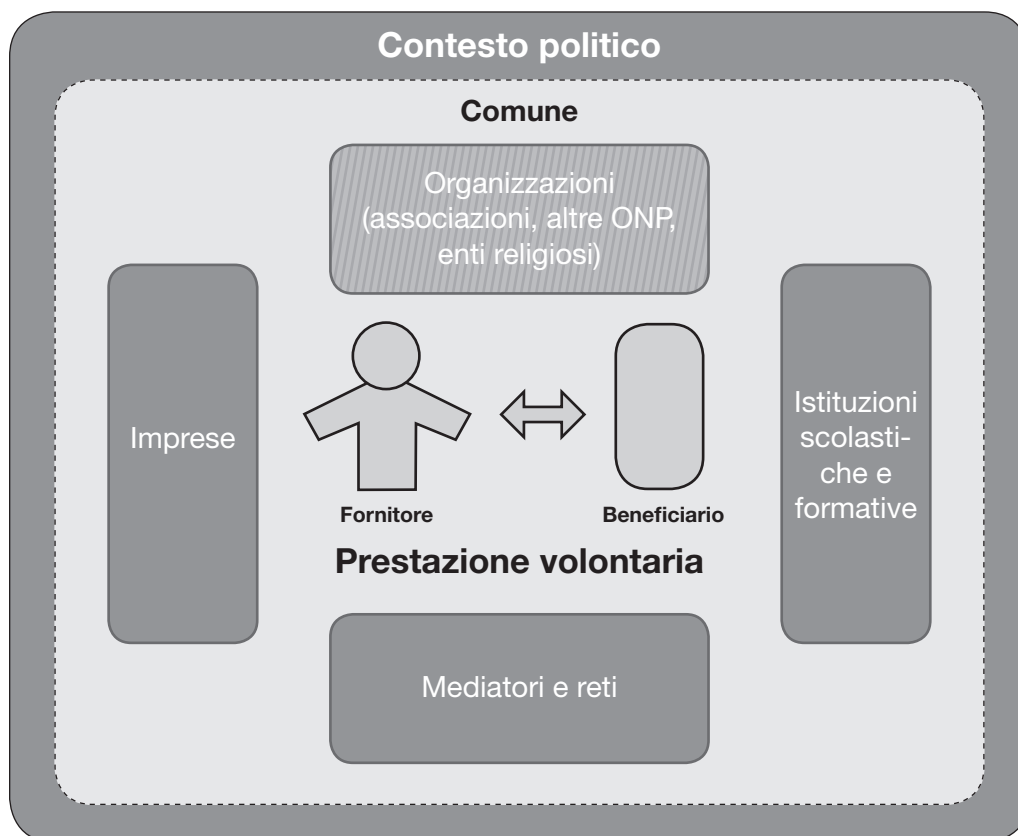 Contesto politico
Comune
Organizzazioni
(associazioni, altre ONP,
enti religiosi)
Imprese
Istituzioni
scolasti-
che e
formative
Fornitore
Beneficiario
Prestazione volontaria
Mediatori e reti